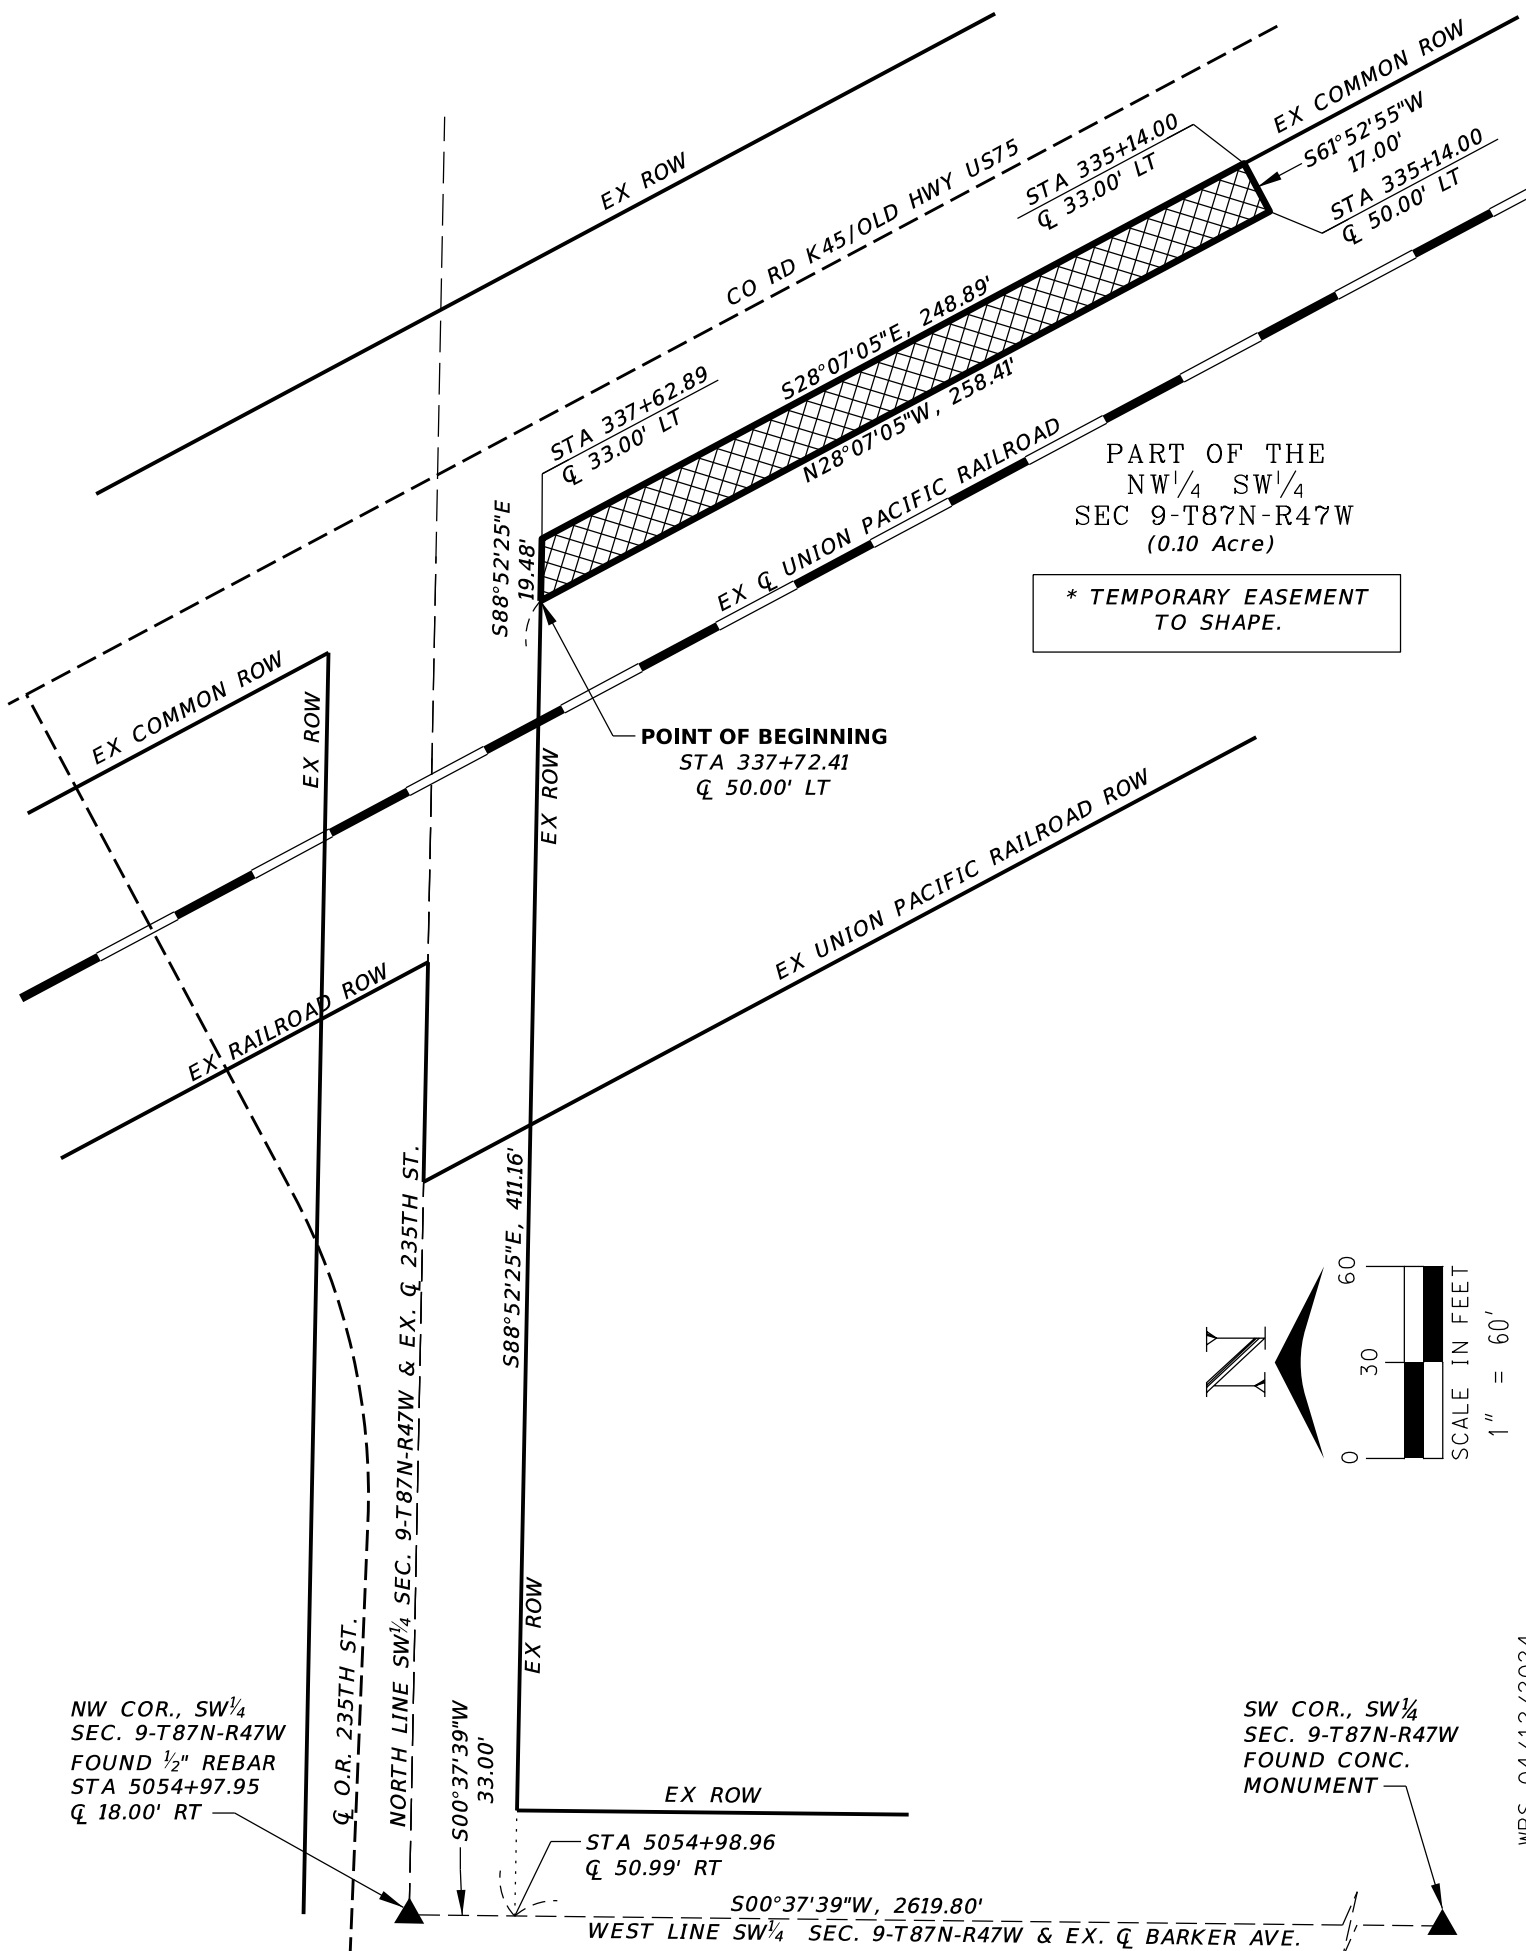 EX COMMON ROW
S61°52'55"W
17.00'
STA 335+14.00
℄ 33.00' LT
STA 335+14.00
℄ 50.00' LT
EX ROW
CO RD K45/OLD HWY US75
S28°07'05"E, 248.89'
N28°07'05"W, 258.41'
STA 337+62.89
℄ 33.00' LT
S88°52'25"E
19.48'
EX ℄ UNION PACIFIC RAILROAD
PART OF THE
NW¼ SW¼
SEC 9-T87N-R47W
(0.10 Acre)
* TEMPORARY EASEMENT
TO SHAPE.
EX COMMON ROW
EX ROW
POINT OF BEGINNING
STA 337+72.41
℄ 50.00' LT
EX ROW
EX UNION PACIFIC RAILROAD ROW
EX RAILROAD ROW
S88°52'25"E, 411.16'
NORTH LINE SW¼ SEC. 9-T87N-R47W & EX. ℄ 235TH ST.
℄ O.R. 235TH ST.
EX ROW
N
60
30
0
SCALE IN FEET
1" = 60'
NW COR., SW¼
SEC. 9-T87N-R47W
FOUND ½" REBAR
STA 5054+97.95
℄ 18.00' RT
S00°37'39"W
33.00'
EX ROW
STA 5054+98.96
℄ 50.99' RT
SW COR., SW¼
SEC. 9-T87N-R47W
FOUND CONC.
MONUMENT
S00°37'39"W, 2619.80'
WEST LINE SW¼ SEC. 9-T87N-R47W & EX. ℄ BARKER AVE.